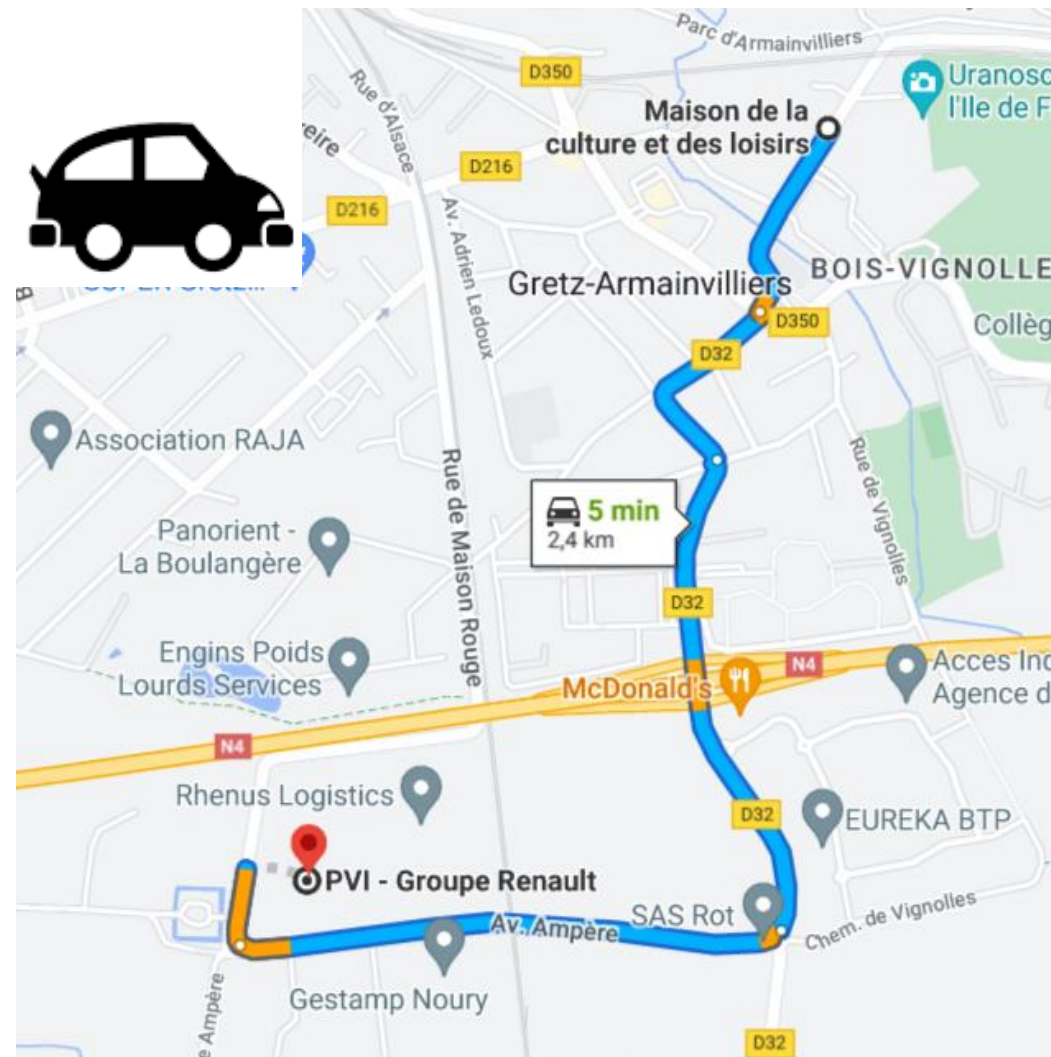 Parc d'Armainvilliers
D350
Uranosc
l'Ile de F
Rue d'Alsace
Maison de la
culture et des loisirs
eire
D216
D216
Av. Adrien Ledoux
BOIS-VIGNOLLE
Gretz-Armainvilliers
D350
Collèg
D32
Association RAJA
Rue de Maison Rouge
Rue de Vignolles
5 min
2,4 km
Panorient -
La Boulangère
D32
Engins Poids
Lourds Services
McDonald's
N4
Acces Ind
Agence d
N4
Rhenus Logistics
D32
EUREKA BTP
PVI - Groupe Renault
SAS Rot
Av. Ampère
Chem. de Vignolles
Gestamp Noury
e Ampère
D32